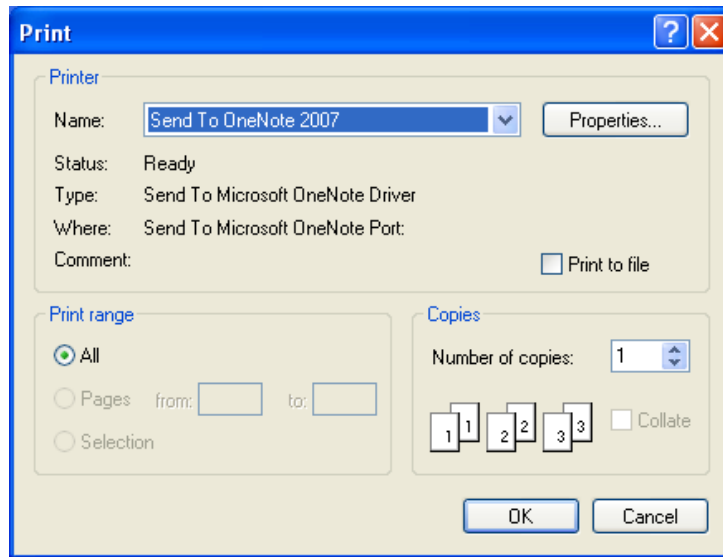 Print
Printer
Name: Send To OneNote 2007 Properties...
Status: Ready
Type: Send To Microsoft OneNote Driver
Where: Send To Microsoft OneNote Port:
Comment: Print to file
Print range
All
Pages from: to:
Selection
Copies
Number of copies: 1
1 1 2 2 3 3 Collate
OK Cancel